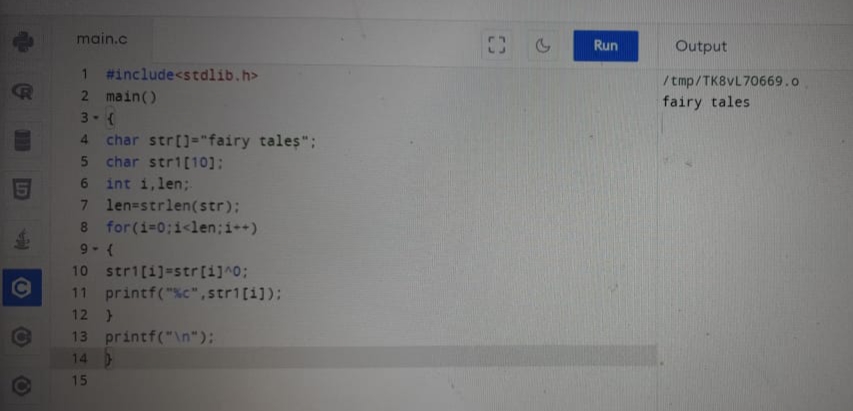 main.c
Run
Output
1 #include<stdlib.h>
2 main()
3 {
4 char str[]="fairy tales";
5 char str1[10];
6 int i,len;
7 len=strlen(str);
8 for(i=0;i<len;i++)
9 {
10 str1[i]=str[i]^0;
11 printf("%c",str1[i]);
12 }
13 printf("\n");
14 }
15
/tmp/TK8vL7O669.o
fairy tales
R
5
C
C
C